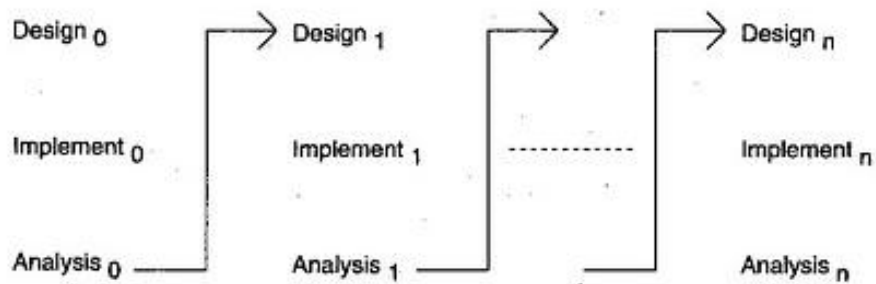 Design 0 Design 1 Design n
Implement 0 Implement 1 Implement n
Analysis 0 Analysis 1 Analysis n